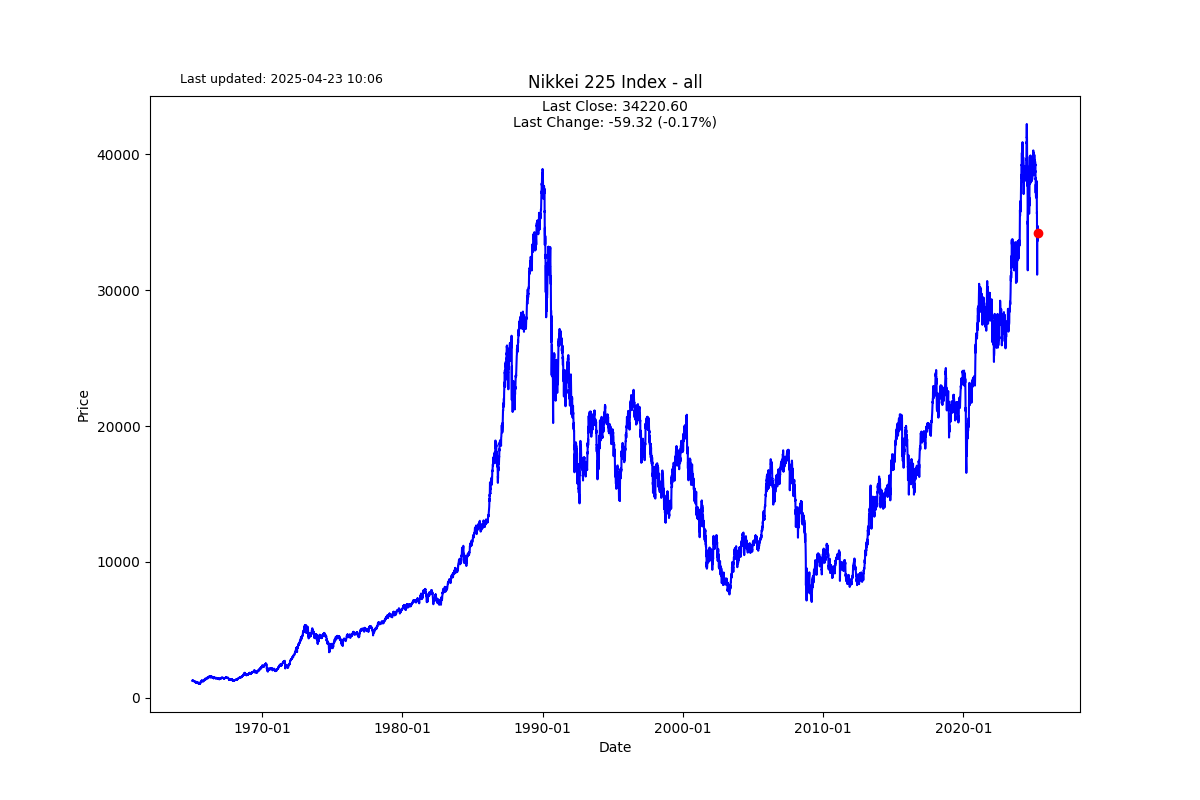 Last updated: 2025-04-23 10:06
Nikkei 225 Index - all
Last Close: 34220.60
Last Change: -59.32 (-0.17%)
Price
40000
30000
20000
10000
0
1970-01
1980-01
1990-01
2000-01
2010-01
2020-01
Date